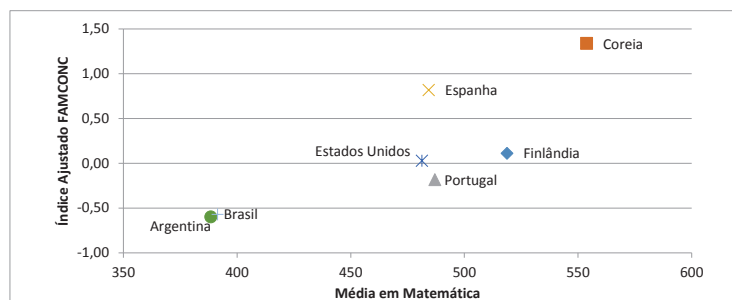 1,50
1,00
0,50
0,00
-0,50
-1,00
Índice Ajustado FAMCONC
Coreia
Espanha
Estados Unidos
Finlândia
Portugal
Brasil
Argentina
350 400 450 500 550 600
Média em Matemática